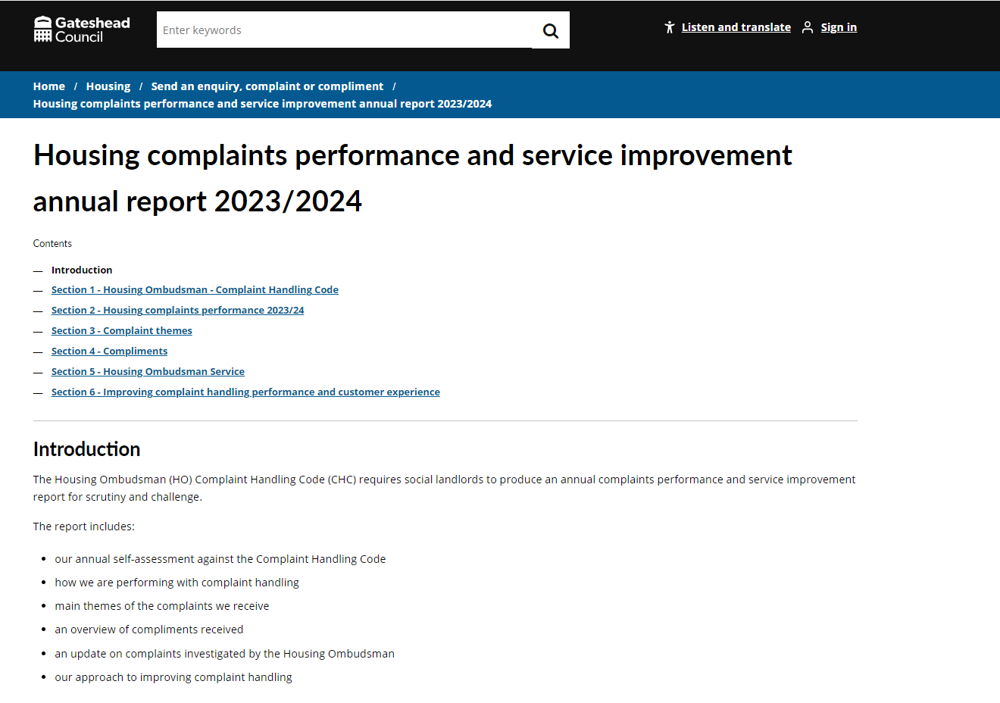 Gateshead
Council
Enter keywords
Listen and translate
Sign in
Home / Housing / Send an enquiry, complaint or compliment /
Housing complaints performance and service improvement annual report 2023/2024
Housing complaints performance and service improvement
annual report 2023/2024
Contents
— Introduction
— Section 1 - Housing Ombudsman - Complaint Handling Code
— Section 2 - Housing complaints performance 2023/24
— Section 3 - Complaint themes
— Section 4 - Compliments
— Section 5 - Housing Ombudsman Service
— Section 6 - Improving complaint handling performance and customer experience
Introduction
The Housing Ombudsman (HO) Complaint Handling Code (CHC) requires social landlords to produce an annual complaints performance and service improvement
report for scrutiny and challenge.
The report includes:
• our annual self-assessment against the Complaint Handling Code
• how we are performing with complaint handling
• main themes of the complaints we receive
• an overview of compliments received
• an update on complaints investigated by the Housing Ombudsman
• our approach to improving complaint handling